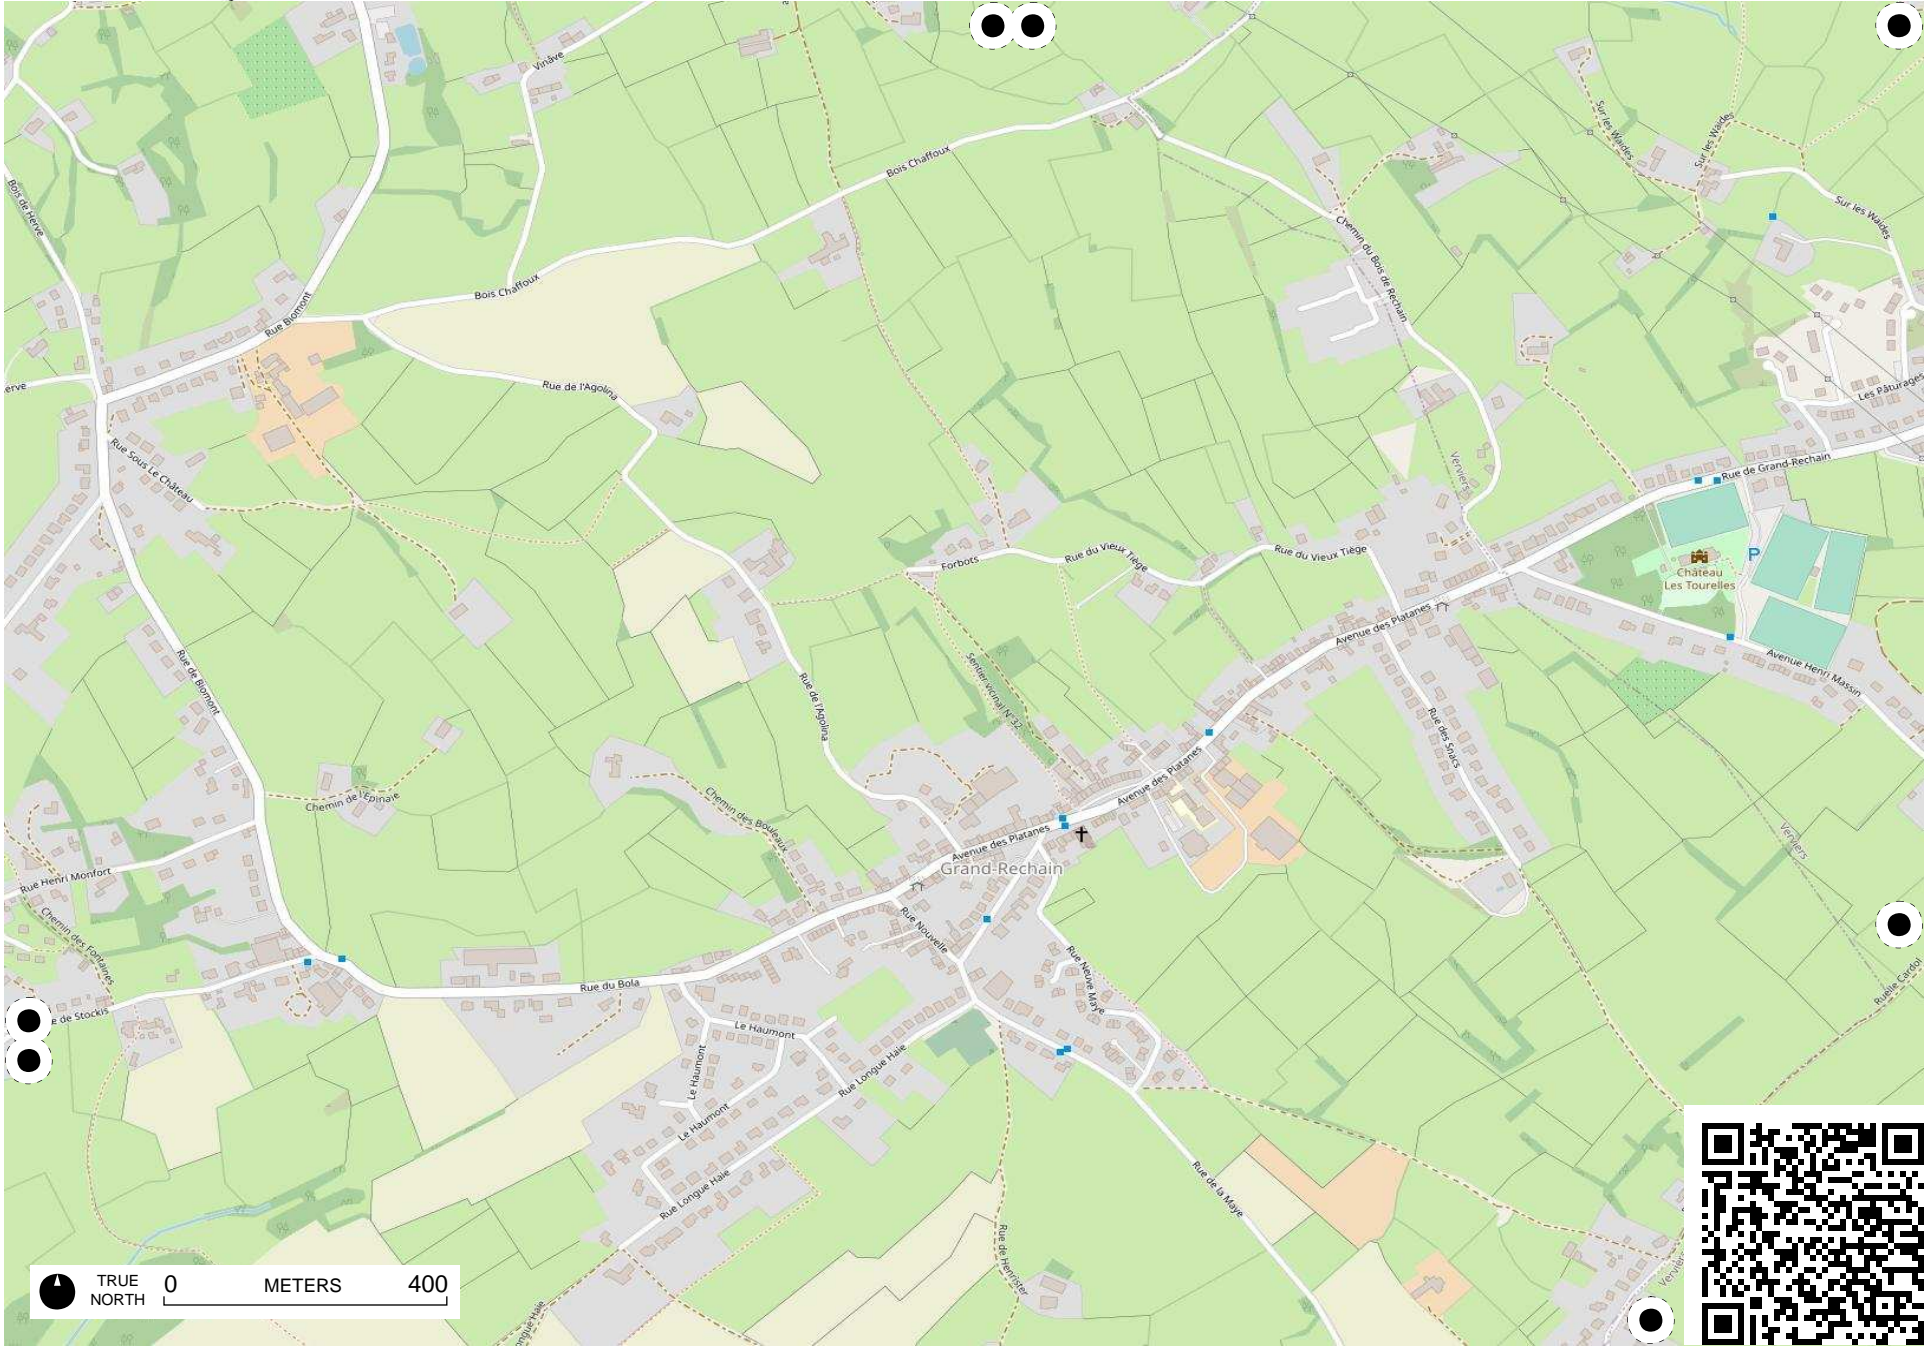 Vinâve
Sur les Waides
Sur les Waides
Bois Chaffoux
Bois de Herve
Sur les Waides
Chemin du Bois de Rechain
Bois Chaffoux
Rue Biomont
erve
Rue de l'Agolina
Les Pâturages
Rue Sous Le Château
Verviers
Rue de Grand-Rechain
Rue du Vieux Tiège
Rue du Vieux Tiège
Forbots
P
Château
Les Tourelles
Avenue des Platanes
Rue de Biomont
Sentier vicinal N° 32
Avenue Henri Massin
Rue de l'Agolina
Rue des Snacs
Avenue des Platanes
Chemin de l'Epinaie
Chemin des Bouleaux
Avenue des Platanes
Grand-Rechain
Verviers
Rue Henri Monfort
Chemin des Fontaines
Rue Nouvelle
Rue Neuve Maye
Rue du Bola
Ruelle Cardol
e de Stockis
Le Haumont
Le Haumont
Rue Longue Haie
Le Haumont
Rue Longue Haie
Rue de la Maye
Rue de Henrister
Vervier
ongue Haie
TRUE
NORTH
0 METERS 400